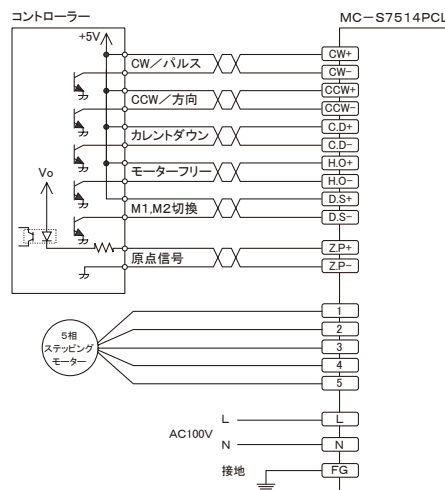 コントローラー
MC－S7514PCL
+5V
CW+
CW／パルス
CW-
CCW+
CCW／方向
CCW-
C.D+
カレントダウン
C.D-
H.O+
Vo
モーターフリー
H.O-
D.S+
M1,M2切換
D.S-
Z.P+
原点信号
Z.P-
1
2
5相
ステッピング
モーター
3
4
5
L
L
AC100V
N
N
接地
FG